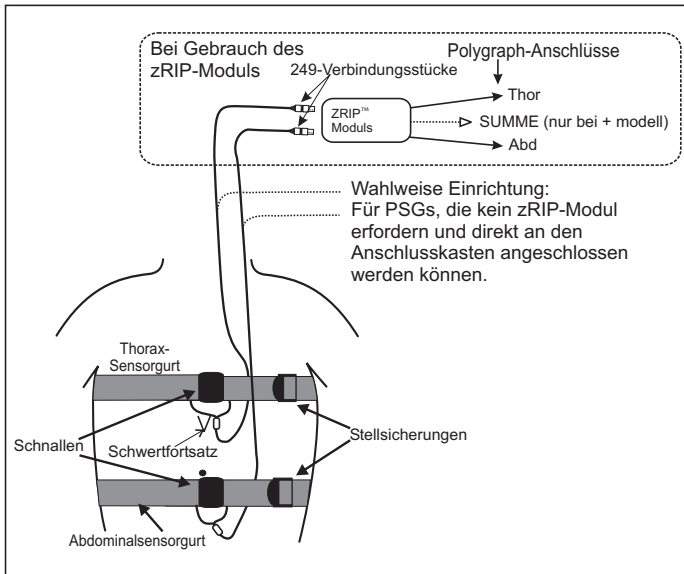 Bei Gebrauch des
zRIP-Moduls
249-Verbindungsstücke
Polygraph-Anschlüsse
ZRIP™
Moduls
Thor
SUMME (nur bei + modell)
Abd
Wahlweise Einrichtung:
Für PSGs, die kein zRIP-Modul
erfordern und direkt an den
Anschlusskasten angeschlossen
werden können.
Thorax-
Sensorgurt
Schnallen
Schwertfortsatz
Stellsicherungen
Abdominalsensorgurt